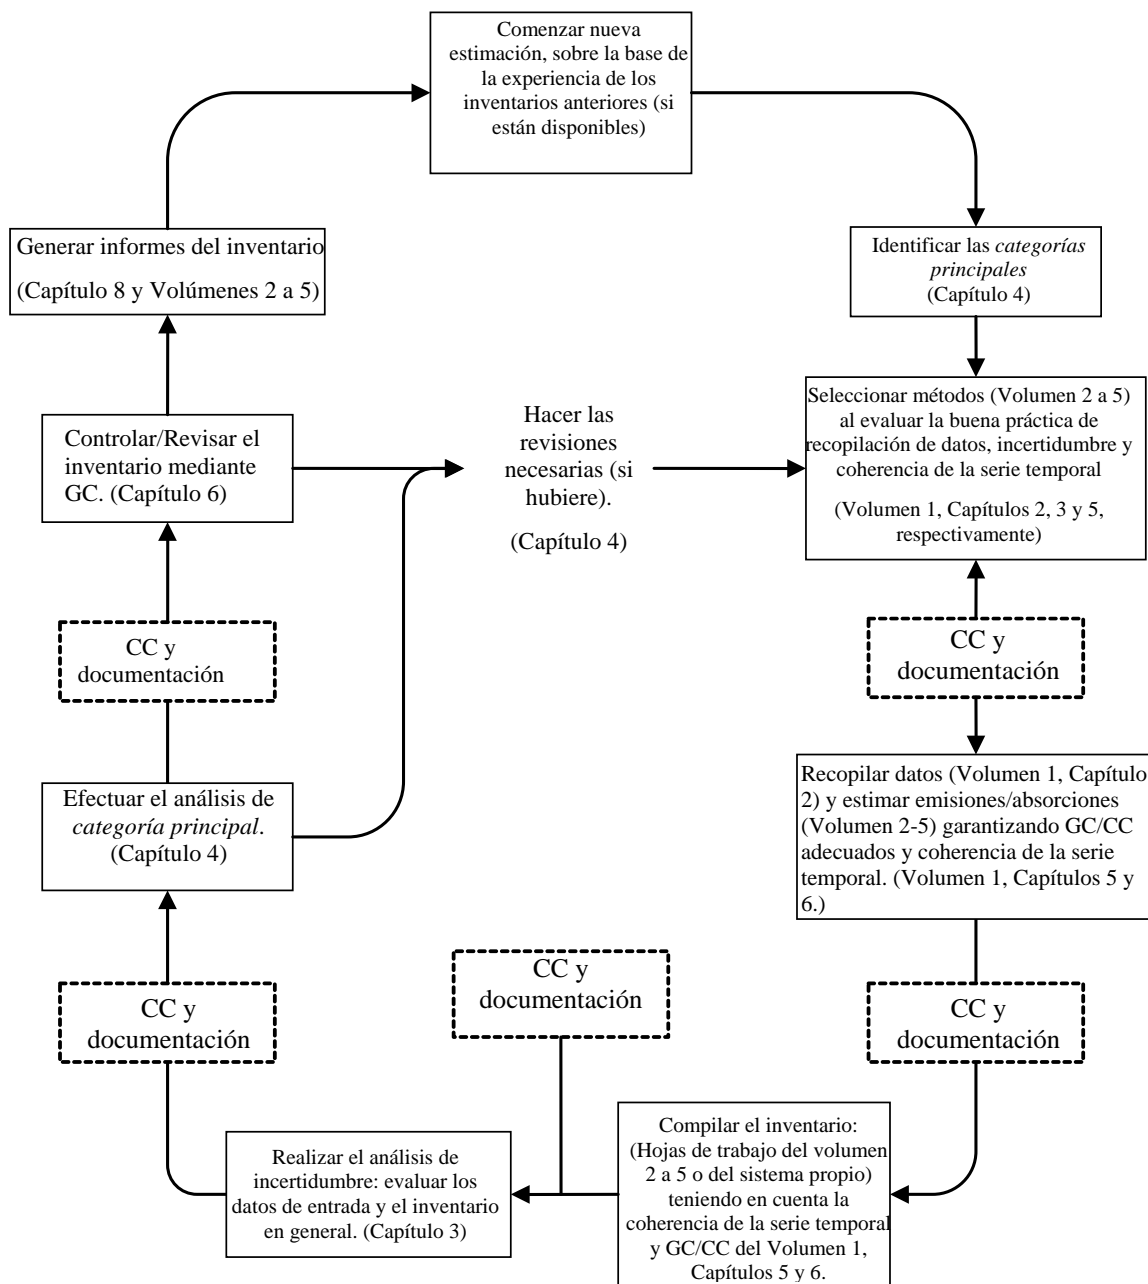 Comenzar nueva
estimación, sobre la base de
la experiencia de los
inventarios anteriores (si
están disponibles)
Generar informes del inventario
(Capítulo 8 y Volúmenes 2 a 5)
Identificar las categorías
principales
(Capítulo 4)
Controlar/Revisar el
inventario mediante
GC. (Capítulo 6)
Hacer las
revisiones
necesarias (si
hubiere).
(Capítulo 4)
Seleccionar métodos (Volumen 2 a 5)
al evaluar la buena práctica de
recopilación de datos, incertidumbre y
coherencia de la serie temporal
(Volumen 1, Capítulos 2, 3 y 5,
respectivamente)
CC y
documentación
CC y
documentación
Efectuar el análisis de
categoría principal.
(Capítulo 4)
Recopilar datos (Volumen 1, Capítulo
2) y estimar emisiones/absorciones
(Volumen 2-5) garantizando GC/CC
adecuados y coherencia de la serie
temporal. (Volumen 1, Capítulos 5 y
6.)
CC y
documentación
CC y
documentación
CC y
documentación
Realizar el análisis de
incertidumbre: evaluar los
datos de entrada y el inventario
en general. (Capítulo 3)
Compilar el inventario:
(Hojas de trabajo del volumen
2 a 5 o del sistema propio)
teniendo en cuenta la
coherencia de la serie temporal
y GC/CC del Volumen 1,
Capítulos 5 y 6.